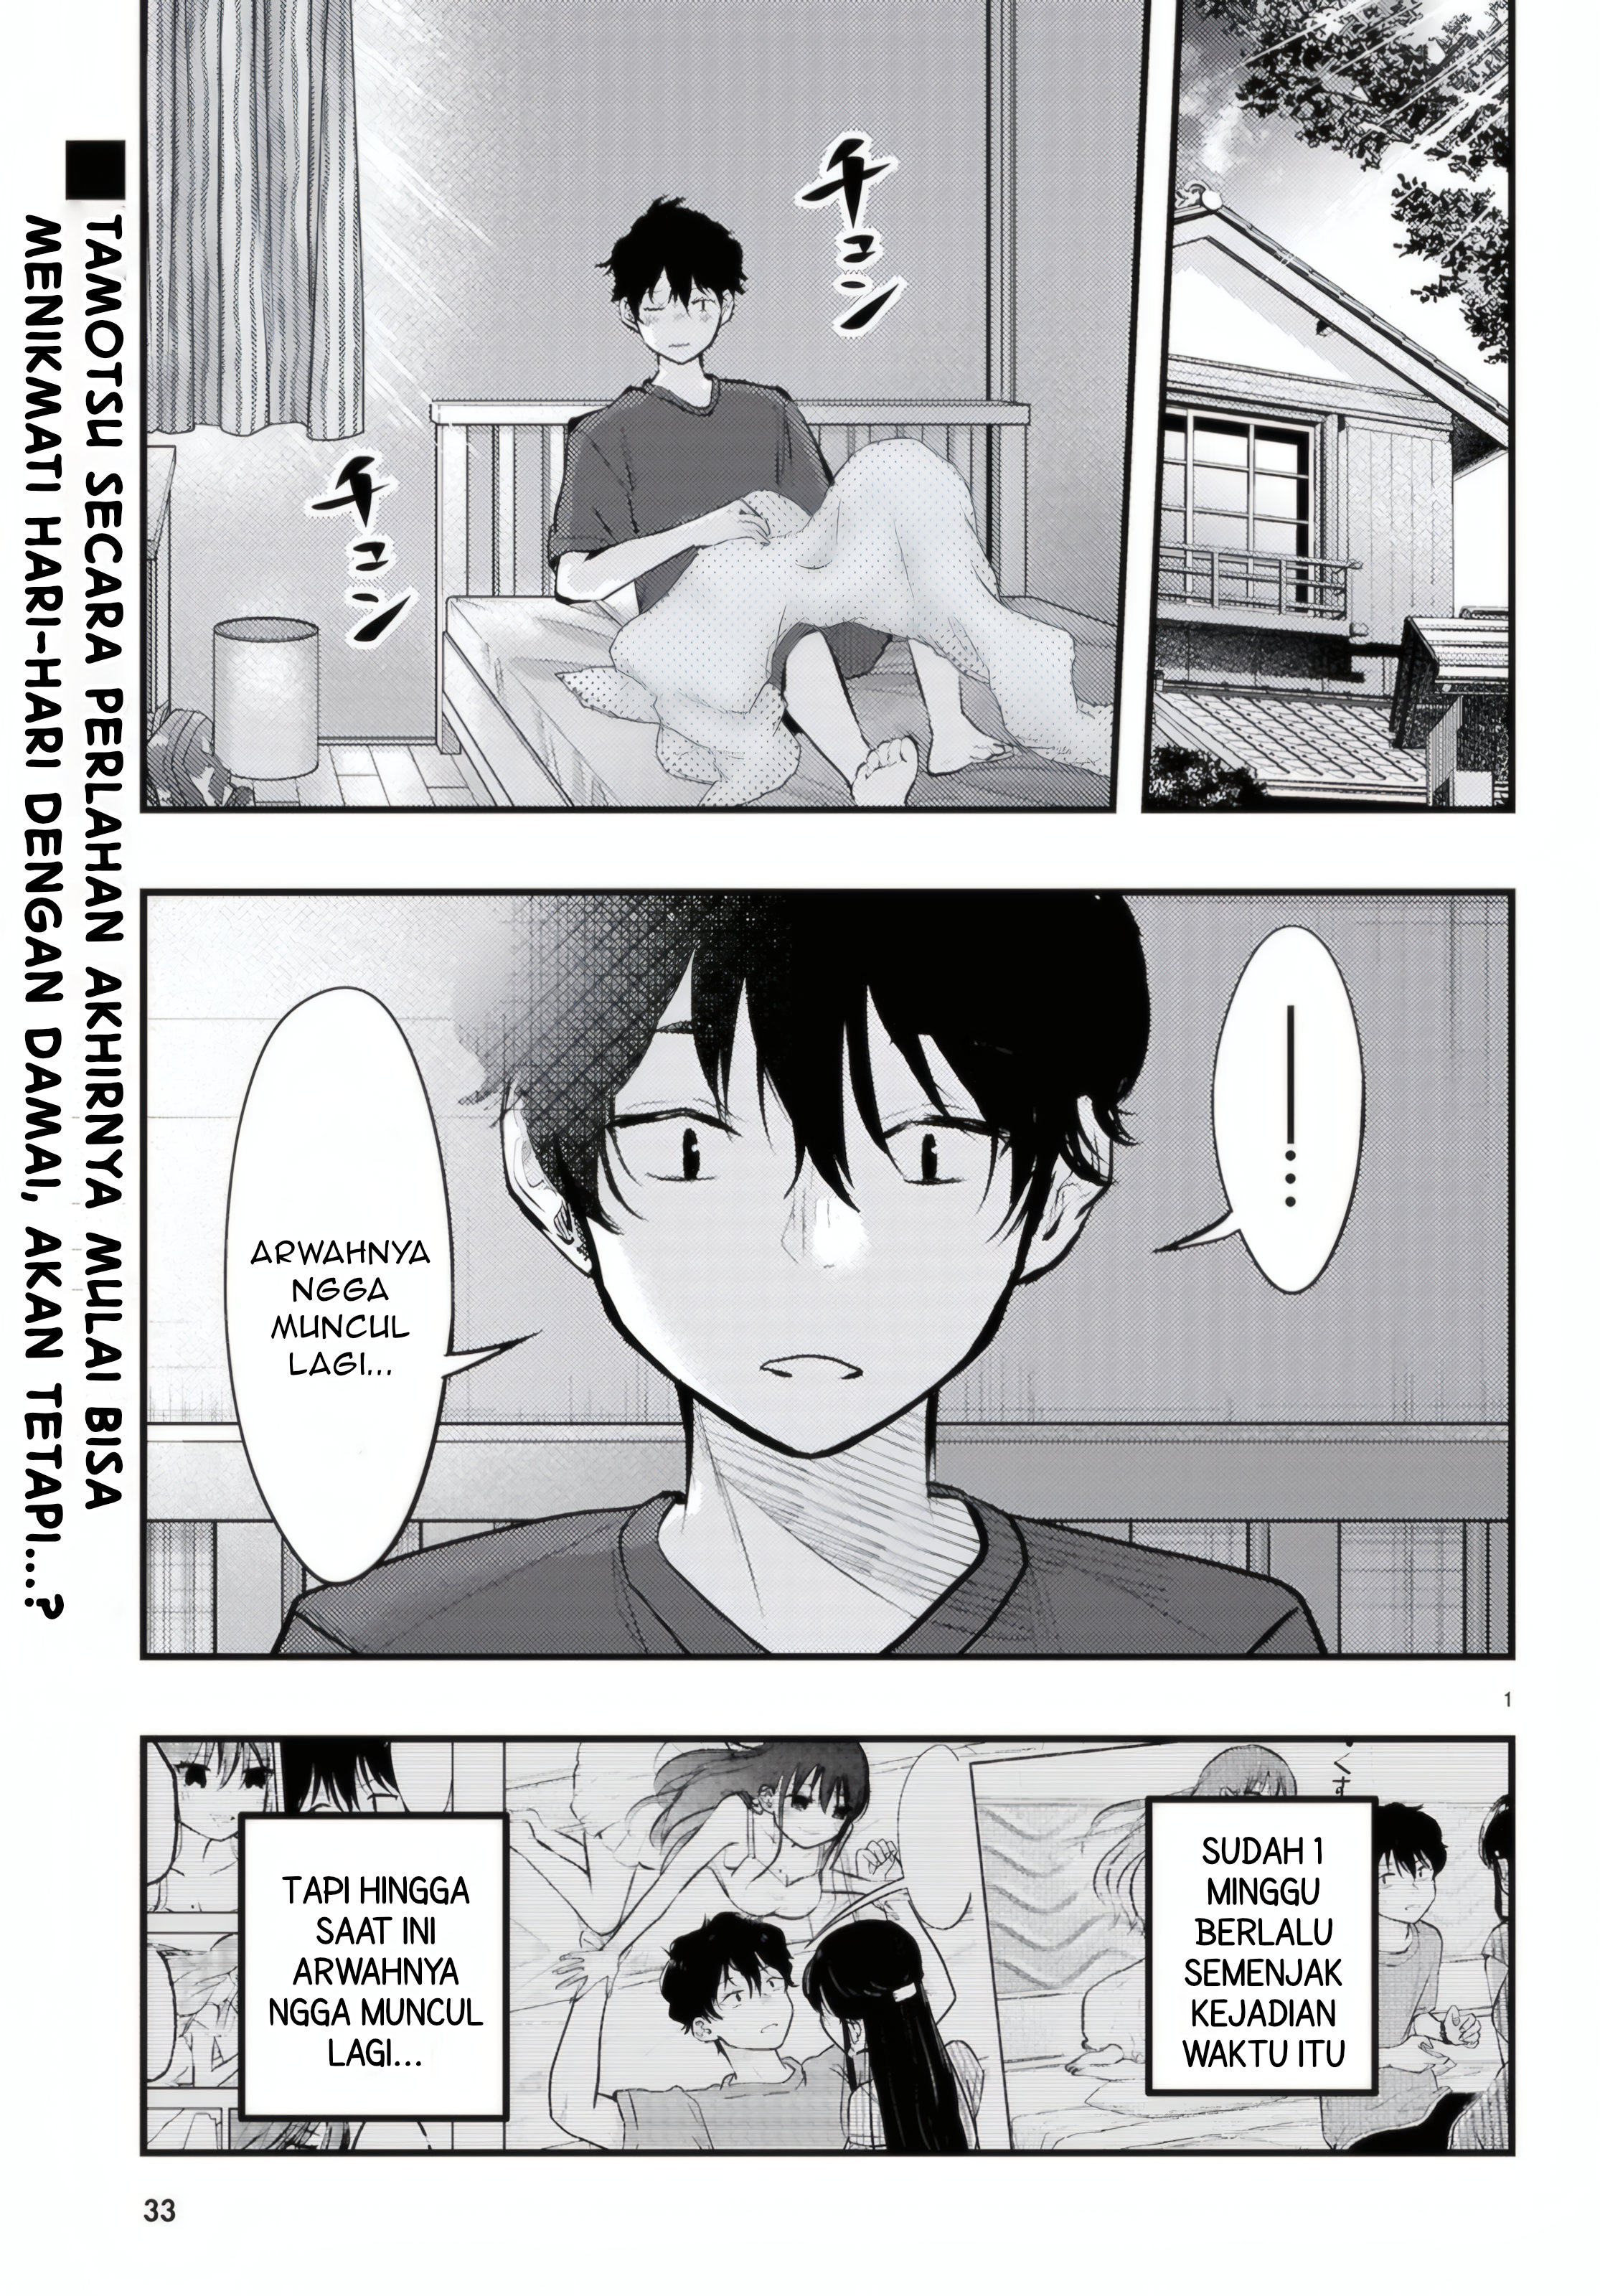 チュン
チュン
TAMOTSU SECARA PERLAHAN AKHIRNYA MULAI BISA
MENIKMATI HARI-HARI DENGAN DAMAI, AKAN TETAPI...?
ARWAHNYA
NGGA
MUNCUL
LAGI...
1
くす
SUDAH 1
MINGGU
BERLALU
SEMENJAK
KEJADIAN
WAKTU ITU
TAPI HINGGA
SAAT INI
ARWAHNYA
NGGA MUNCUL
LAGI...
33